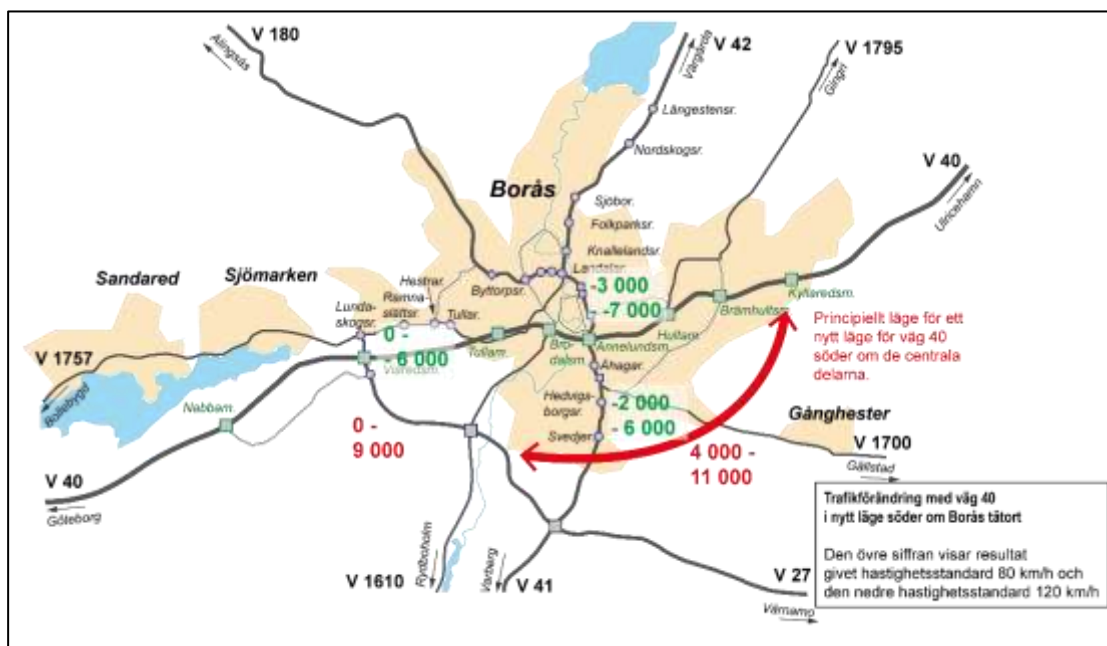 V 180
Alingsås
V 42
Vårgårda
V 1795
Gingri
Långestensr.
Nordskogsr.
V 40
Ulricehamn
Borås
Sjöbor.
Folkparksr.
Knallelandsr.
Sandared
Sjömarken
Hestrar.
Ramna-
slättsr.
Byttorpsr.
Landalar.
-3 000
- -7 000
Kyllaredsm.
Brämhultsm.
Hultam.
Lunda-
skogsr.
Tullar.
0 -
- 6 000
Viaredsm.
Tullam.
Bro-
dalsm.
Annelundsm.
Principiellt läge för ett
nytt läge för väg 40
söder om de centrala
delarna.
V 1757
Bollebygd
Åhagar.
Hedvigs-
borgsr.
-2 000
- 6 000
Svedjer.
Nabbam.
0 -
9 000
Gånghester
4 000 -
11 000
V 1700
Gällstad
V 40
Göteborg
Trafikförändring med väg 40
i nytt läge söder om Borås tätort
Den övre siffran visar resultat
givet hastighetsstandard 80 km/h och
den nedre hastighetsstandard 120 km/h
Rydboholm
V 1610
Varberg
V 41
V 27
Värnamo